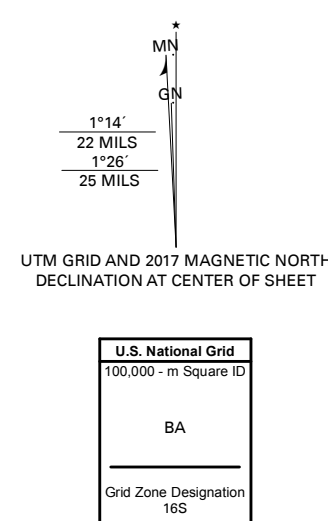 ★
MN
GN
1°14´
22 MILS
1°26´
25 MILS
UTM GRID AND 2017 MAGNETIC NORTH
DECLINATION AT CENTER OF SHEET
U.S. National Grid
100,000 - m Square ID
BA
Grid Zone Designation
16S